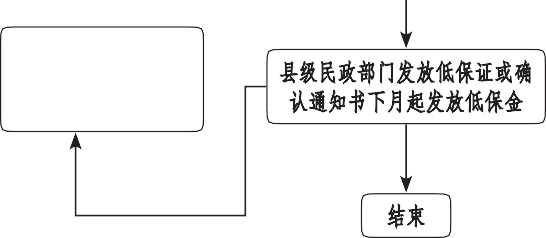 县级民政部门发放低保证或确
认通知书下月起发放低保金
结束